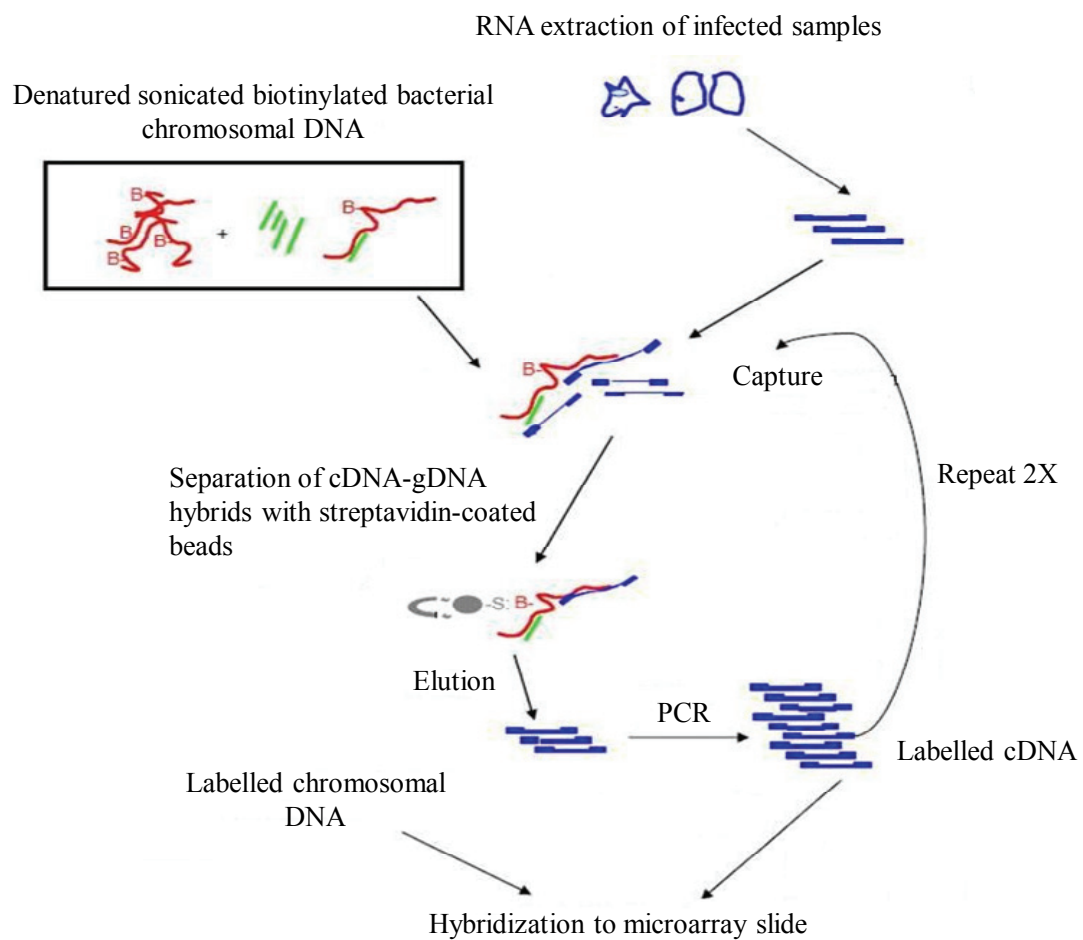 RNA extraction of infected samples
Denatured sonicated biotinylated bacterial
chromosomal DNA
B-
B
B-
B-
+
B-
B-
Capture
Separation of cDNA-gDNA
hybrids with streptavidin-coated
beads
Repeat 2X
-S: B-
Elution
PCR
Labelled cDNA
Labelled chromosomal
DNA
Hybridization to microarray slide